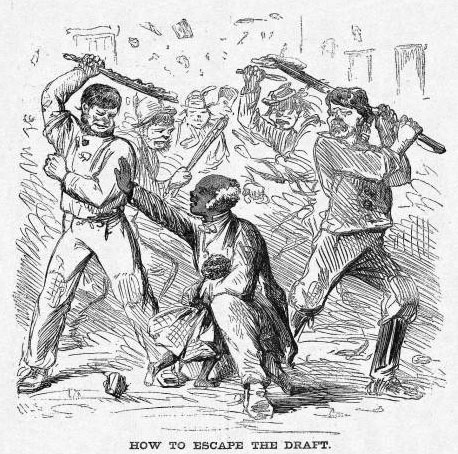 HOW TO ESCAPE THE DRAFT.